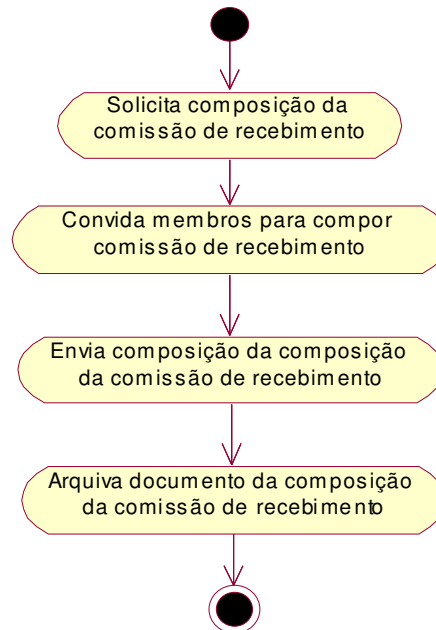 Solicita composição da
comissão de recebimento
Convida membros para compor
comissão de recebimento
Envia composição da composição
da comissão de recebimento
Arquiva documento da composição
da comissão de recebimento